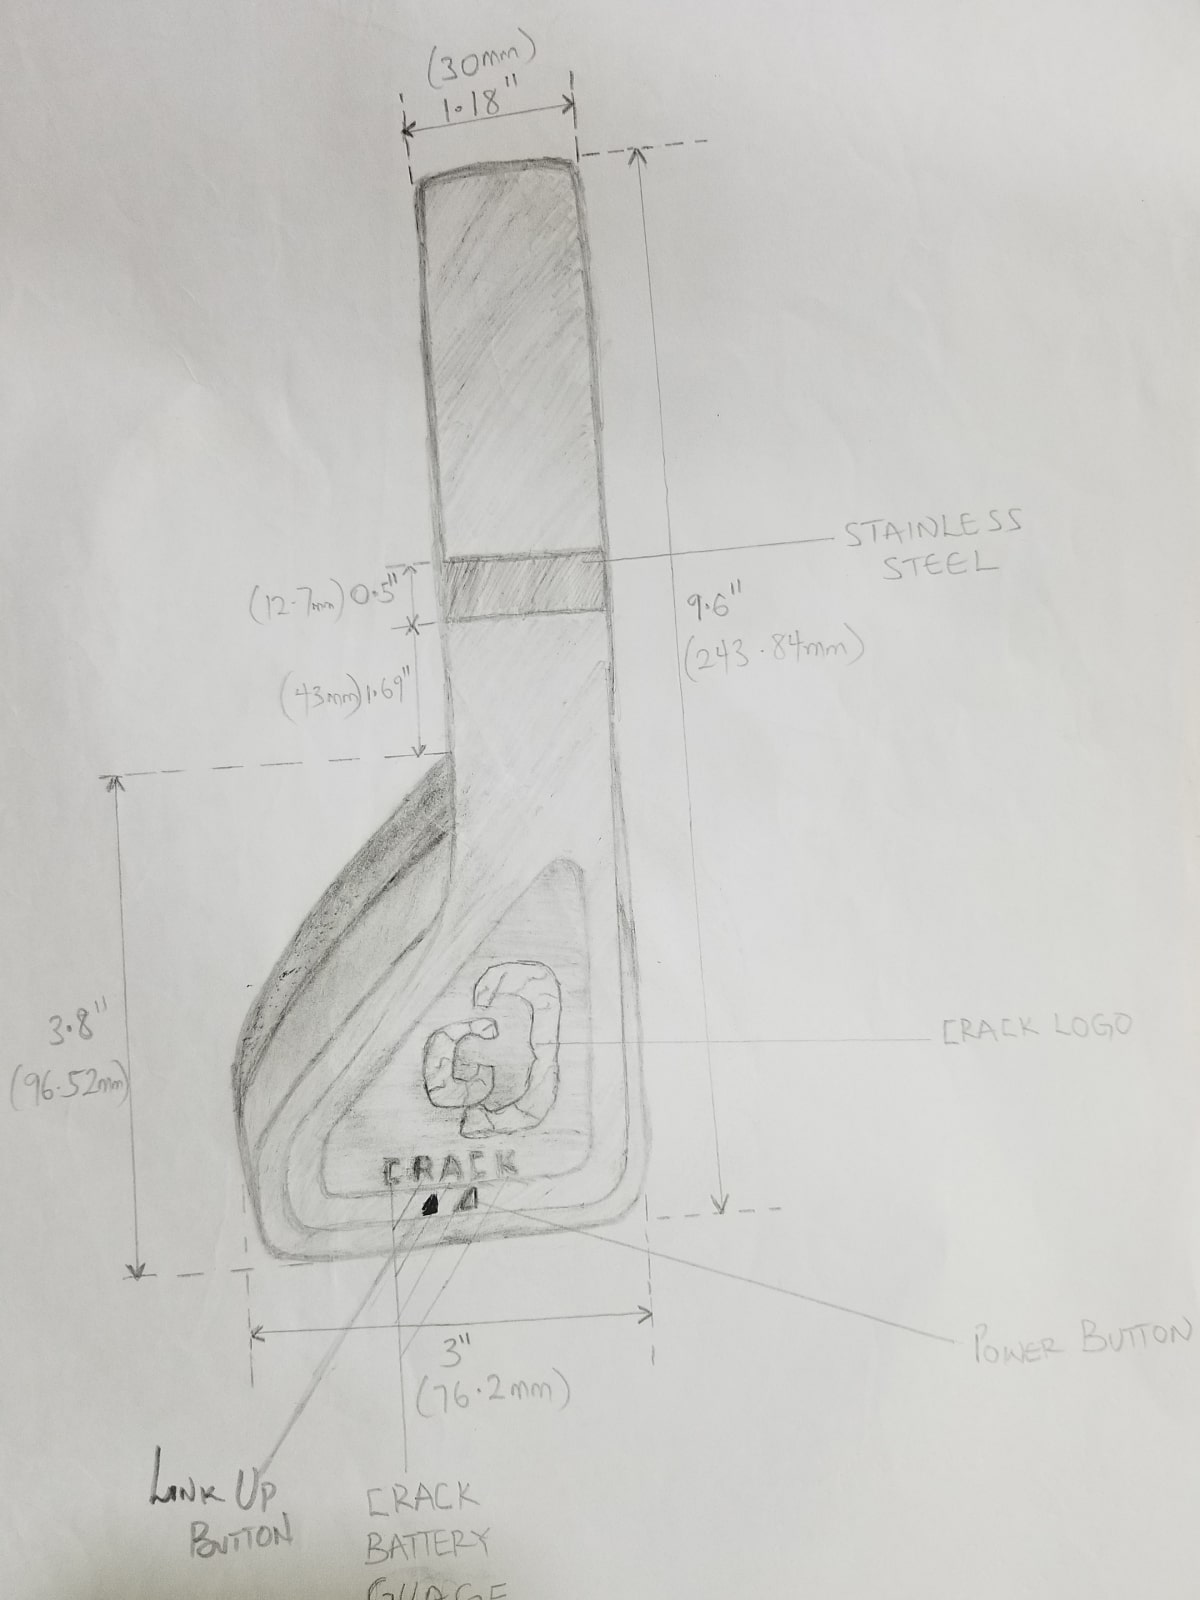 (30mm)
1.18"
STAINLESS
STEEL
(12.7mm) 0.5"
9.6"
(243.84mm)
(43mm) 1.69"
3.8"
(96.52mm)
CRACK LOGO
CRACK
3"
(76.2mm)
POWER BUTTON
LINK UP
BUTTON
CRACK
BATTERY
GUAGE